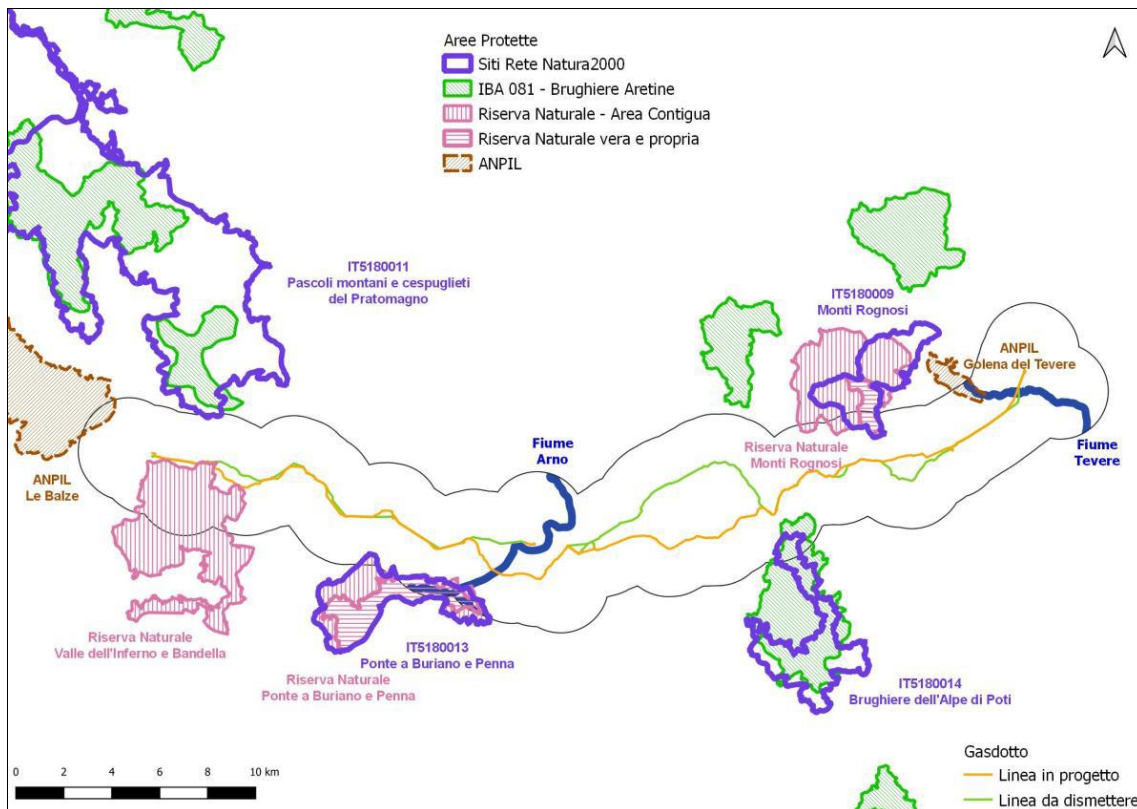 Aree Protette
Siti Rete Natura2000
IBA 081 - Brughiere Aretine
Riserva Naturale - Area Contigua
Riserva Naturale vera e propria
ANPIL
IT5180011
Pascoli montani e cespuglieti
del Pratomagno
IT5180009
Monti Rognosi
ANPIL
Golena del Tevere
Fiume
Arno
Riserva Naturale
Monti Rognosi
Fiume
Tevere
ANPIL
Le Balze
Riserva Naturale
Valle dell'Inferno e Bandella
IT5180013
Ponte a Buriano e Penna
Riserva Naturale
Ponte a Buriano e Penna
IT5180014
Brughiere dell'Alpe di Poti
Gasdotto
Linea in progetto
Linea da dismettere
0 2 4 6 8 10 km